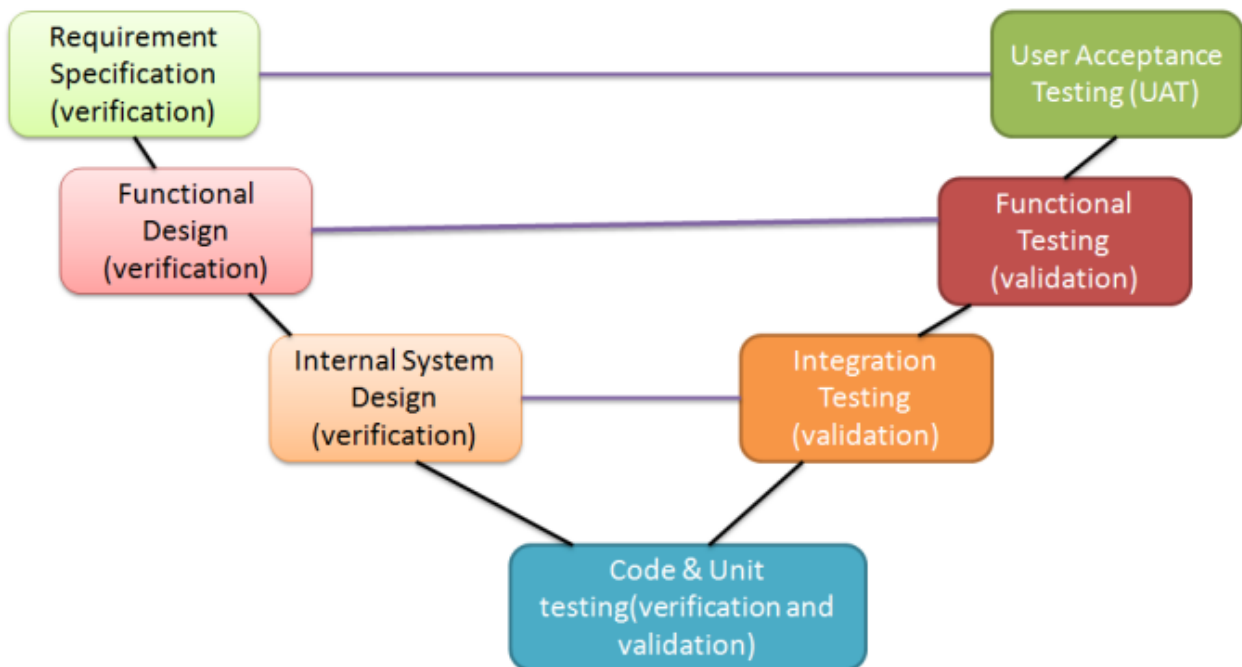 Requirement
Specification
(verification)
User Acceptance
Testing (UAT)
Functional
Design
(verification)
Functional
Testing
(validation)
Internal System
Design
(verification)
Integration
Testing
(validation)
Code & Unit
testing(verification and
validation)